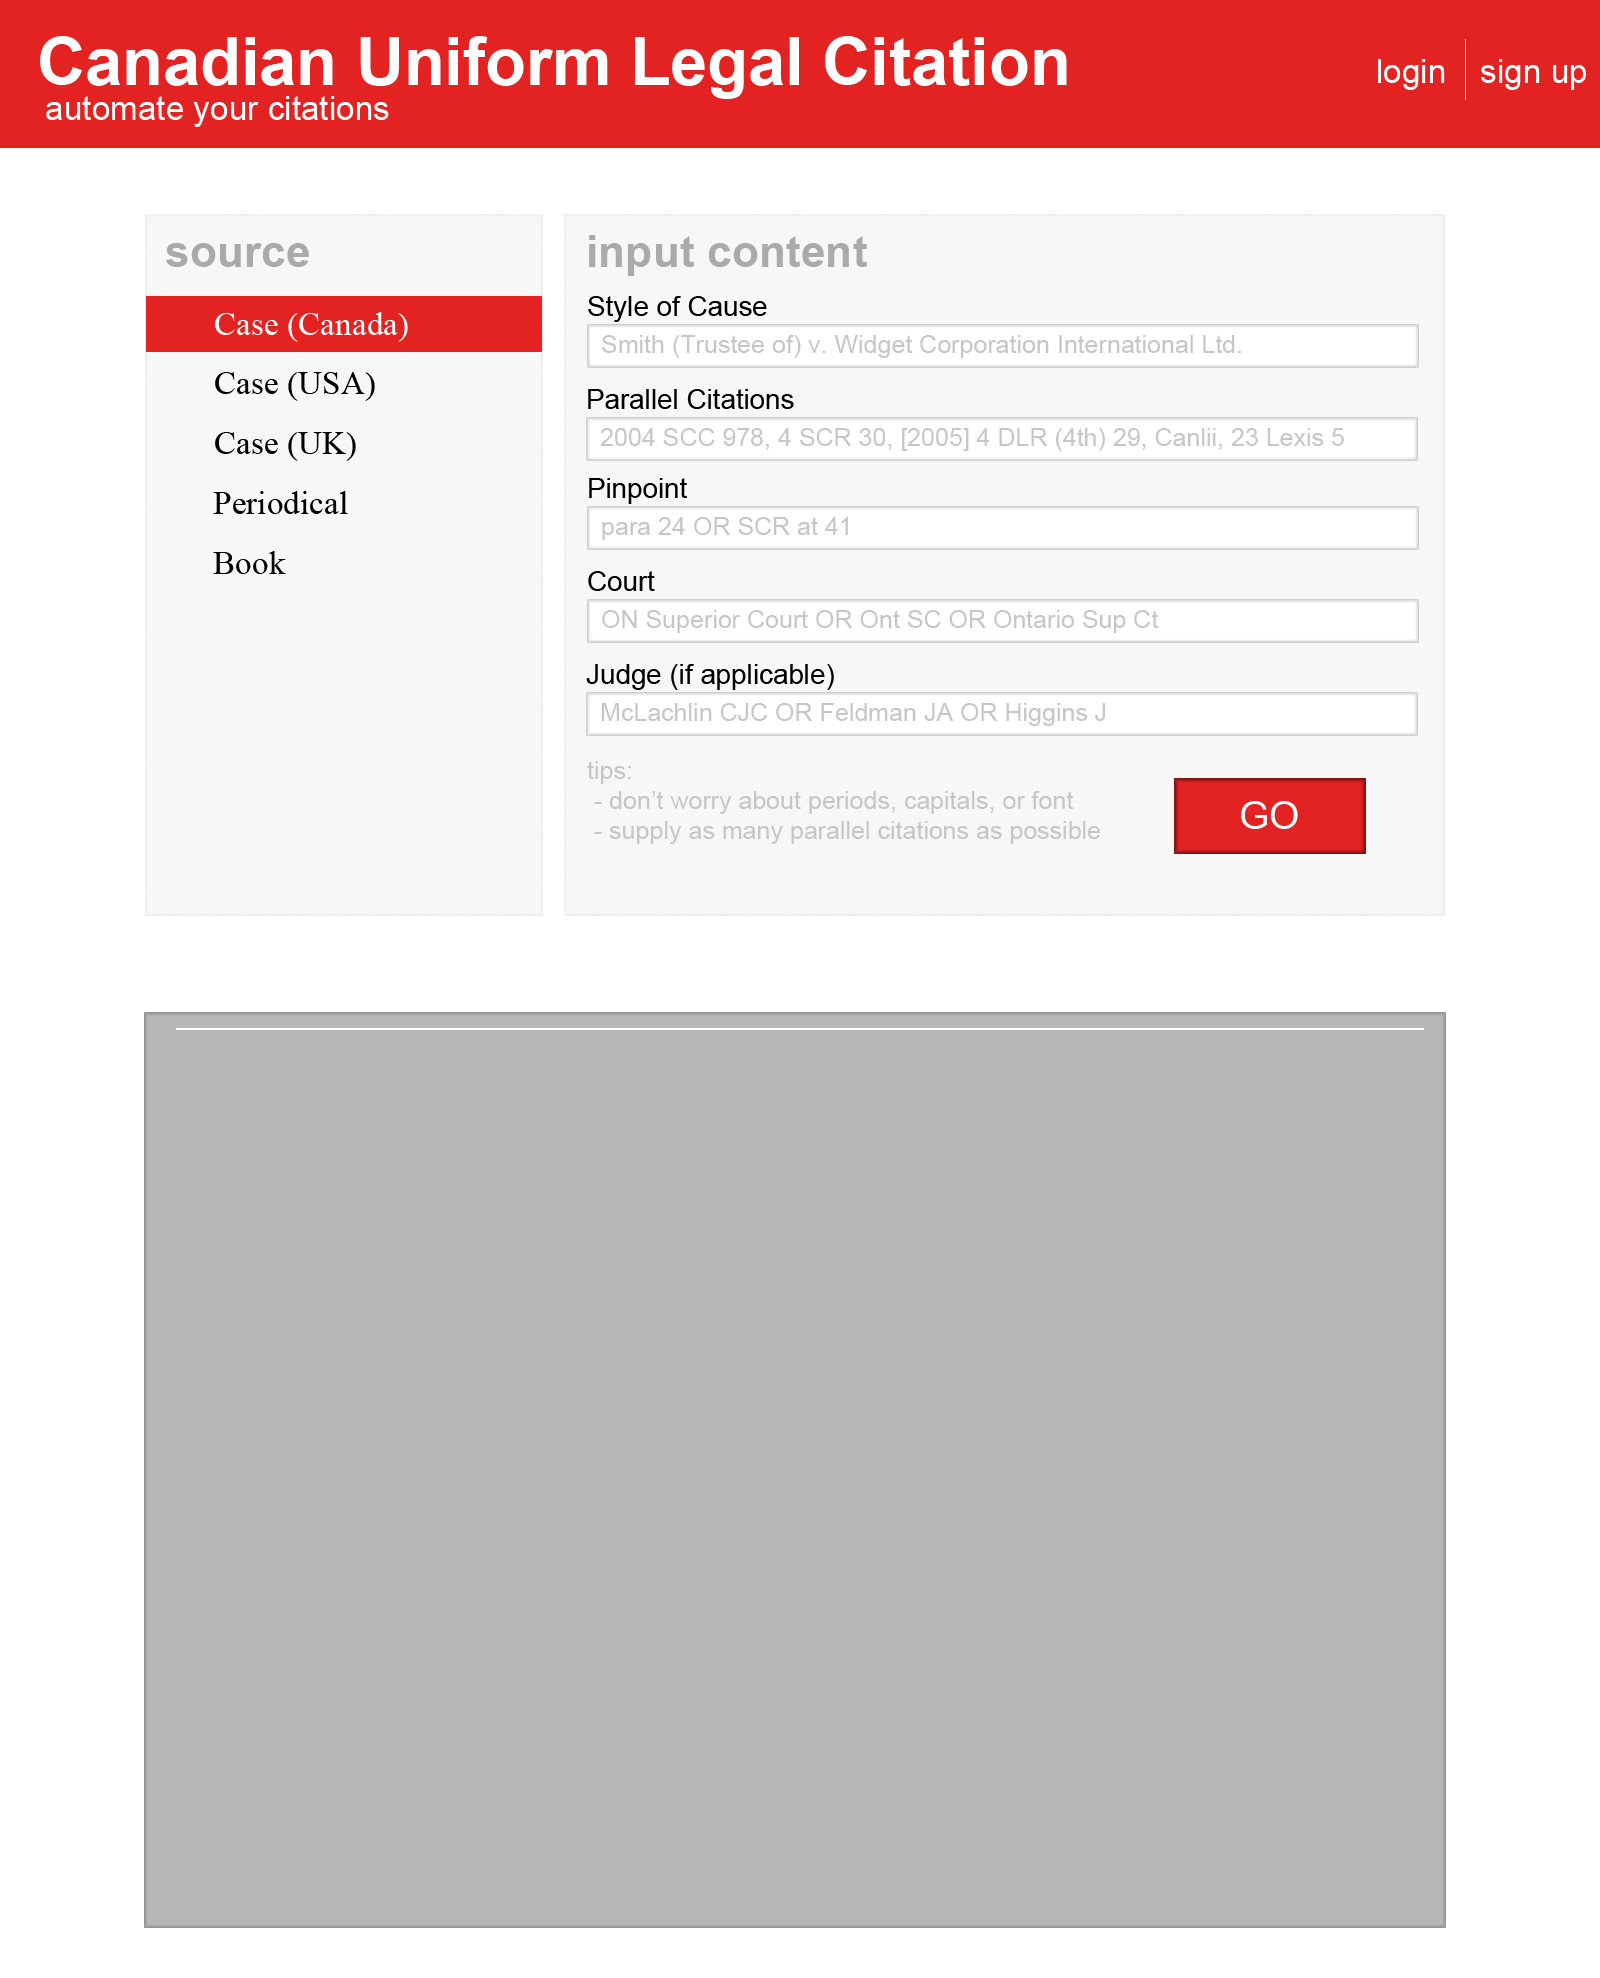 Canadian Uniform Legal Citation
automate your citations
login
sign up
source
Case (Canada)
Case (USA)
Case (UK)
Periodical
Book
input content
Style of Cause
Smith (Trustee of) v. Widget Corporation International Ltd.
Parallel Citations
2004 SCC 978, 4 SCR 30, [2005] 4 DLR (4th) 29, Canlii, 23 Lexis 5
Pinpoint
para 24 OR SCR at 41
Court
ON Superior Court OR Ont SC OR Ontario Sup Ct
Judge (if applicable)
McLachlin CJC OR Feldman JA OR Higgins J
tips:
- don’t worry about periods, capitals, or font
- supply as many parallel citations as possible
GO